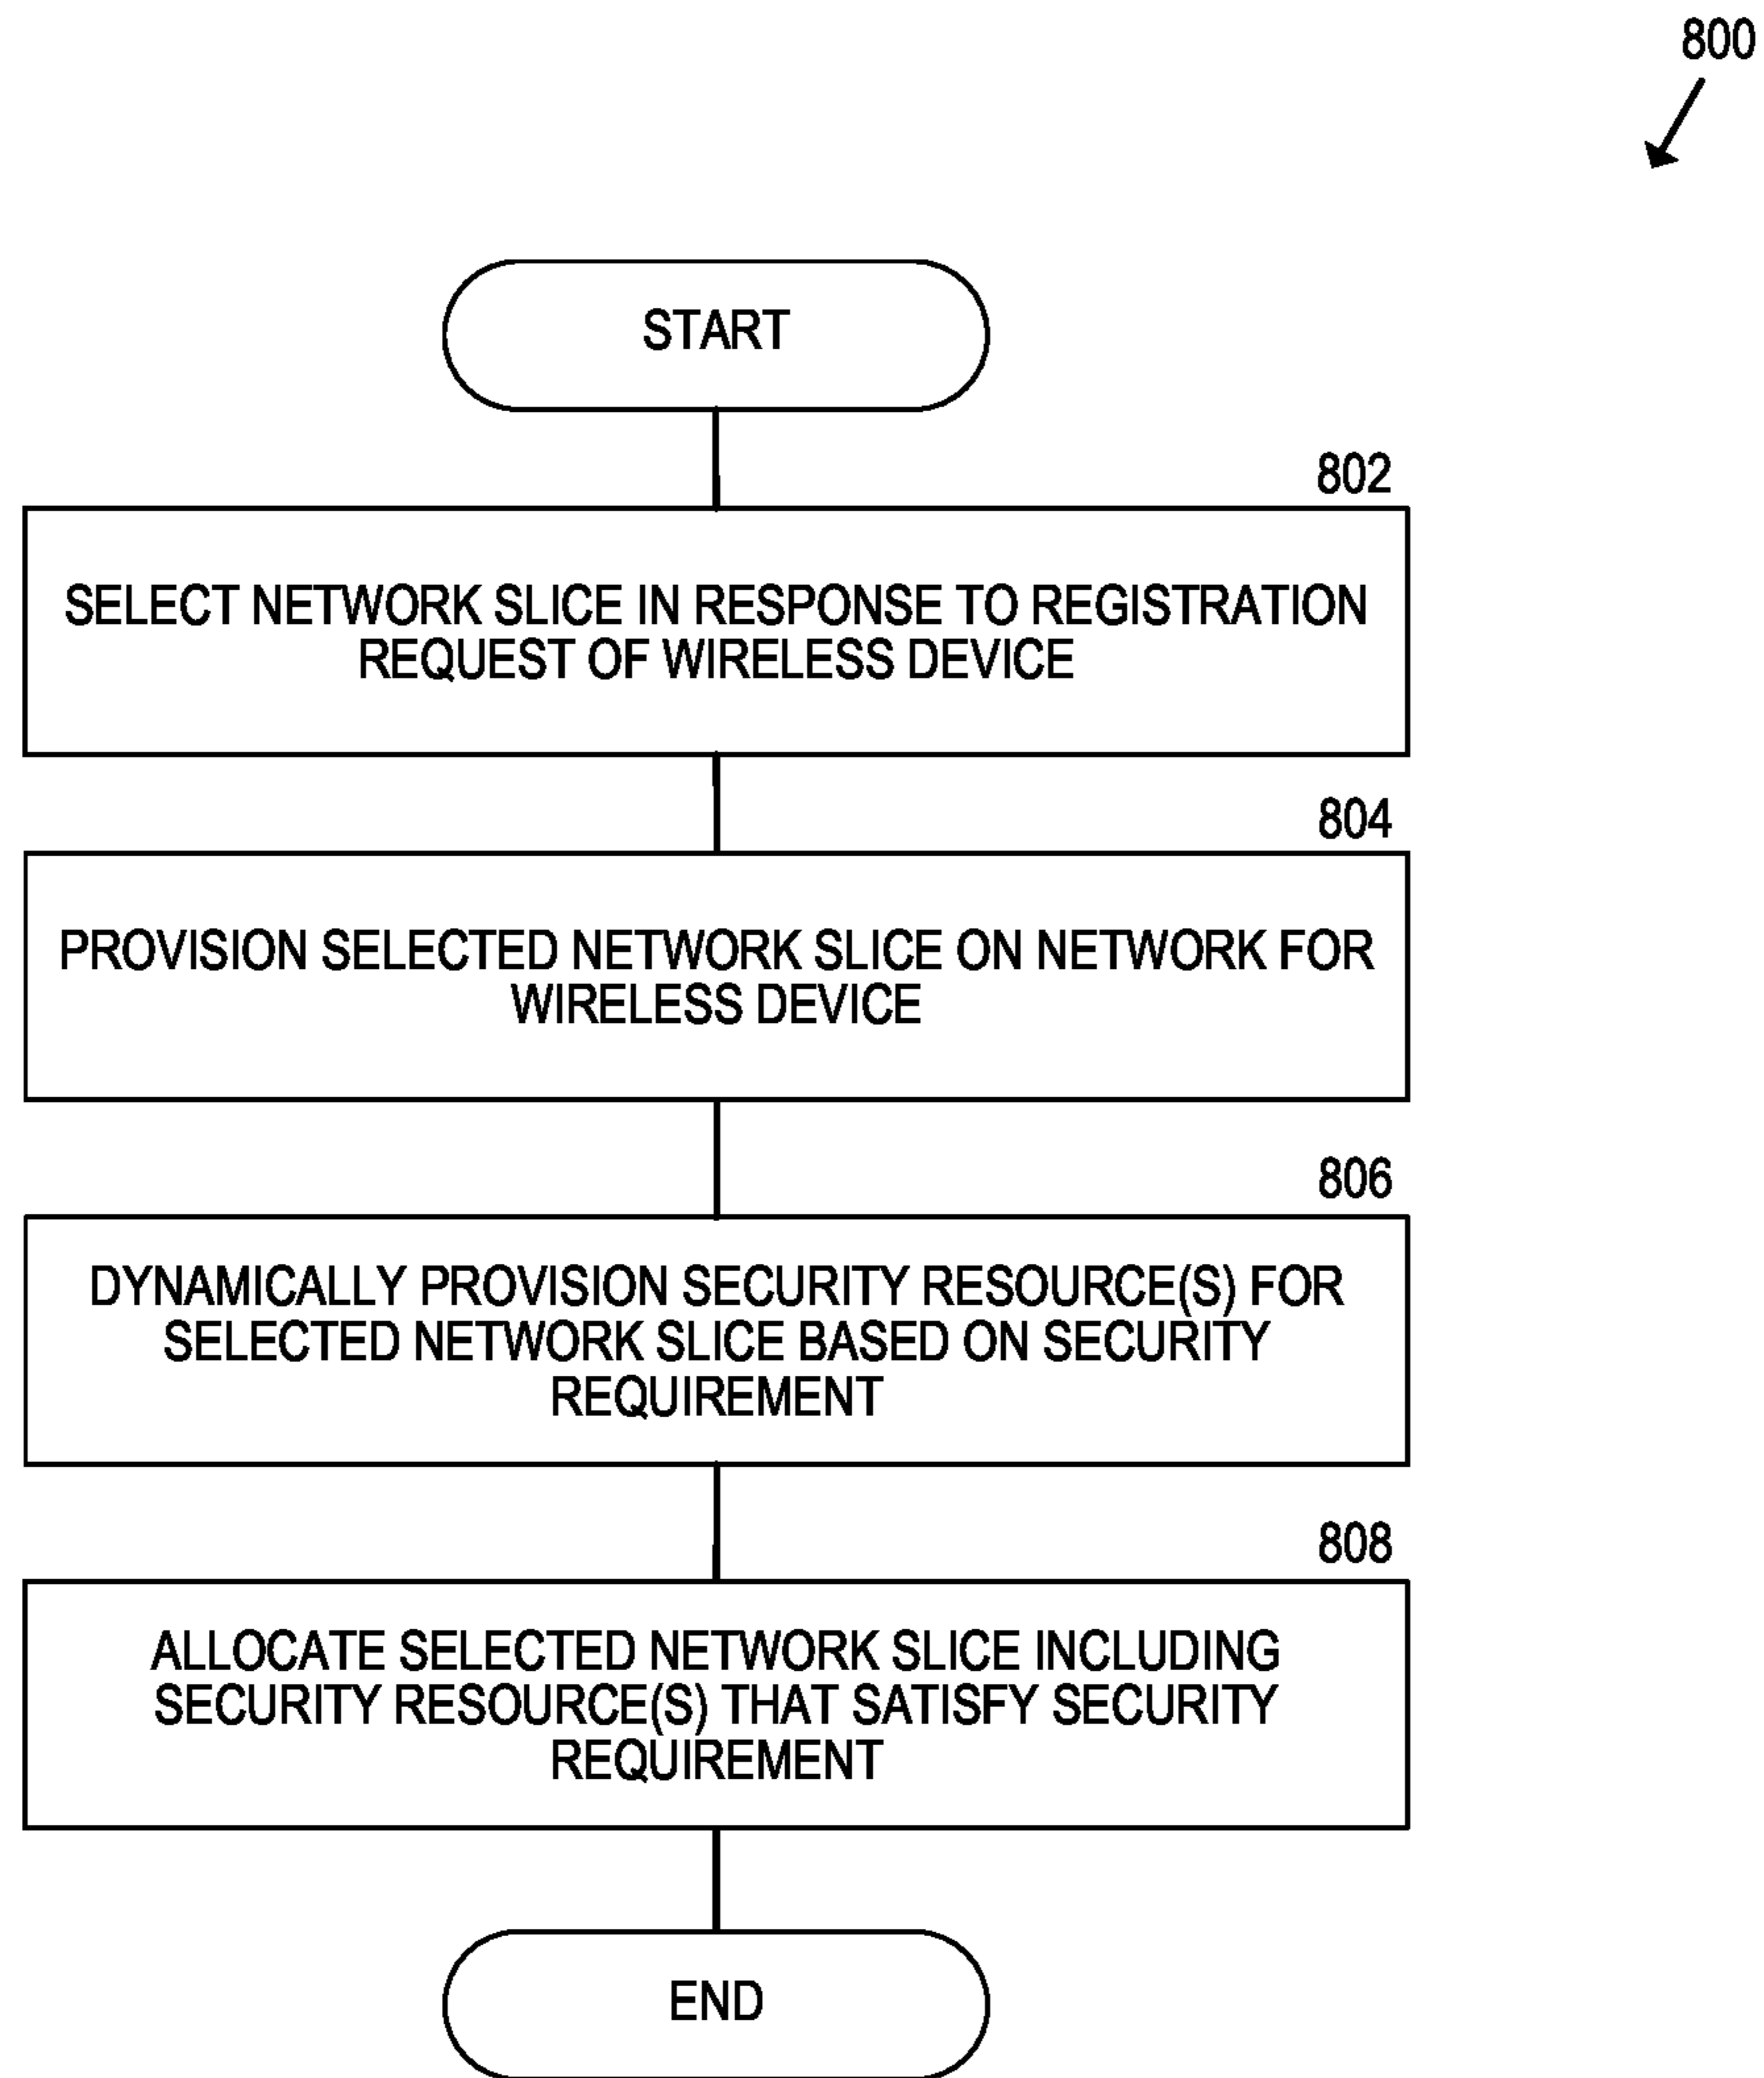 800
START
802
SELECT NETWORK SLICE IN RESPONSE TO REGISTRATION
REQUEST OF WIRELESS DEVICE
804
PROVISION SELECTED NETWORK SLICE ON NETWORK FOR
WIRELESS DEVICE
806
DYNAMICALLY PROVISION SECURITY RESOURCE(S) FOR
SELECTED NETWORK SLICE BASED ON SECURITY
REQUIREMENT
808
ALLOCATE SELECTED NETWORK SLICE INCLUDING
SECURITY RESOURCE(S) THAT SATISFY SECURITY
REQUIREMENT
END